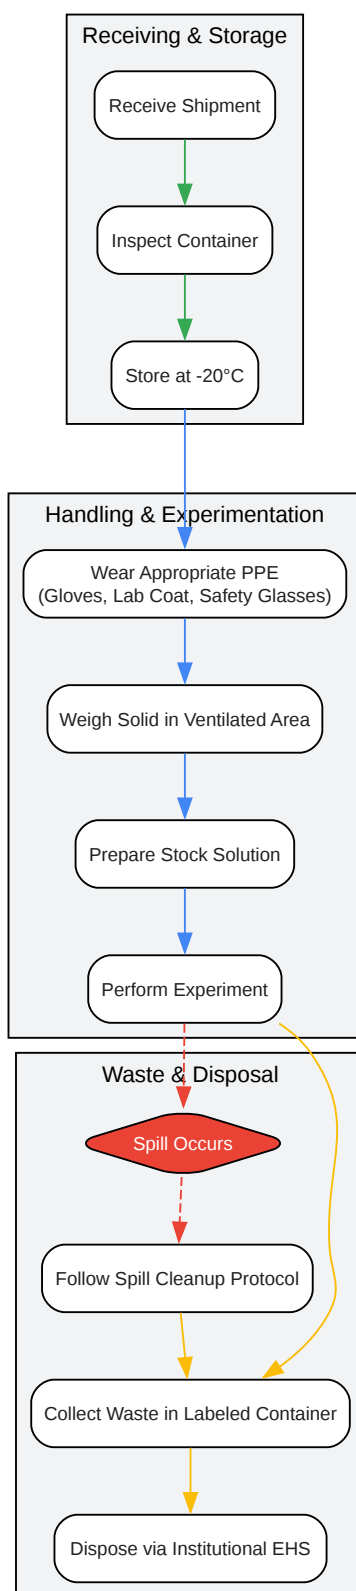 Receiving & Storage
Receive Shipment
Inspect Container
Store at -20°C
Handling & Experimentation
Wear Appropriate PPE
(Gloves, Lab Coat, Safety Glasses)
Weigh Solid in Ventilated Area
Prepare Stock Solution
Perform Experiment
Waste & Disposal
Spill Occurs
Follow Spill Cleanup Protocol
Collect Waste in Labeled Container
Dispose via Institutional EHS